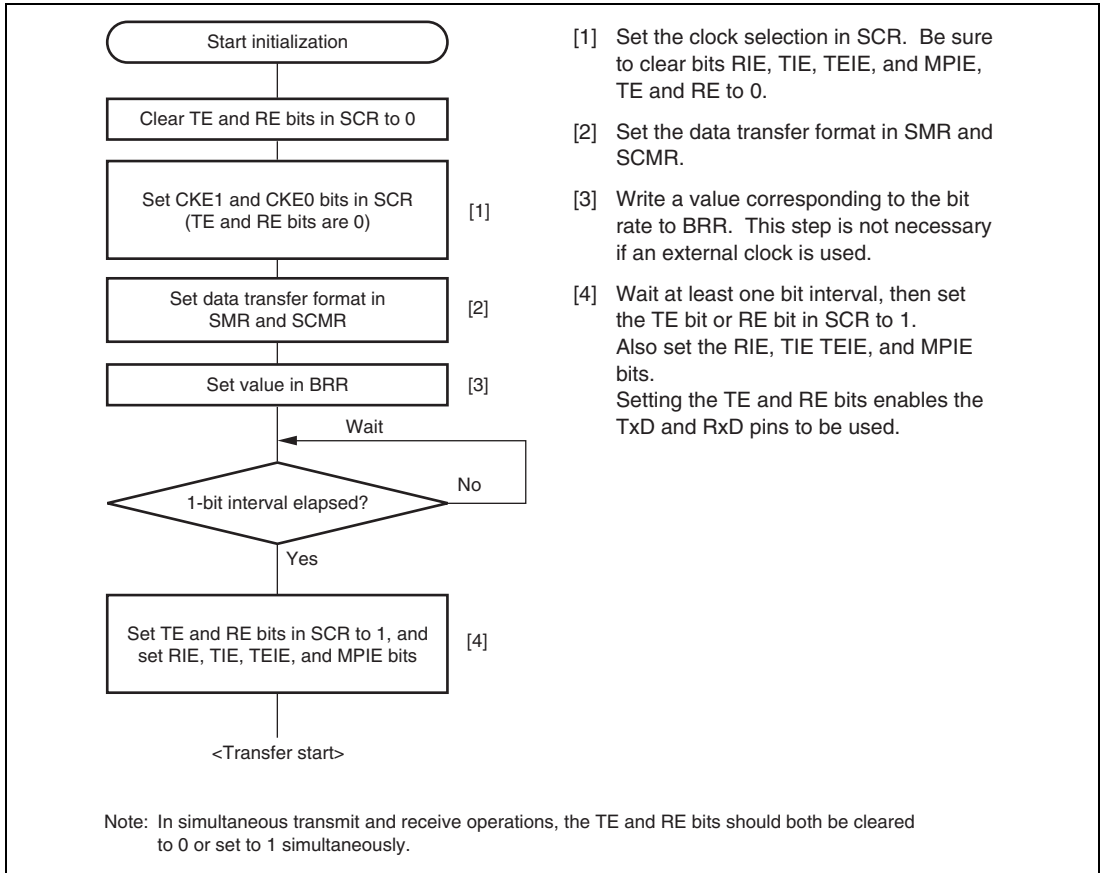 Start initialization
Clear TE and RE bits in SCR to 0
Set CKE1 and CKE0 bits in SCR
(TE and RE bits are 0)
[1]
Set data transfer format in
SMR and SCMR
[2]
Set value in BRR
[3]
Wait
1-bit interval elapsed?
No
Yes
Set TE and RE bits in SCR to 1, and
set RIE, TIE, TEIE, and MPIE bits
[4]
<Transfer start>
[1] Set the clock selection in SCR. Be sure
to clear bits RIE, TIE, TEIE, and MPIE,
TE and RE to 0.
[2] Set the data transfer format in SMR and
SCMR.
[3] Write a value corresponding to the bit
rate to BRR. This step is not necessary
if an external clock is used.
[4] Wait at least one bit interval, then set
the TE bit or RE bit in SCR to 1.
Also set the RIE, TIE TEIE, and MPIE
bits.
Setting the TE and RE bits enables the
TxD and RxD pins to be used.
Note: In simultaneous transmit and receive operations, the TE and RE bits should both be cleared
to 0 or set to 1 simultaneously.